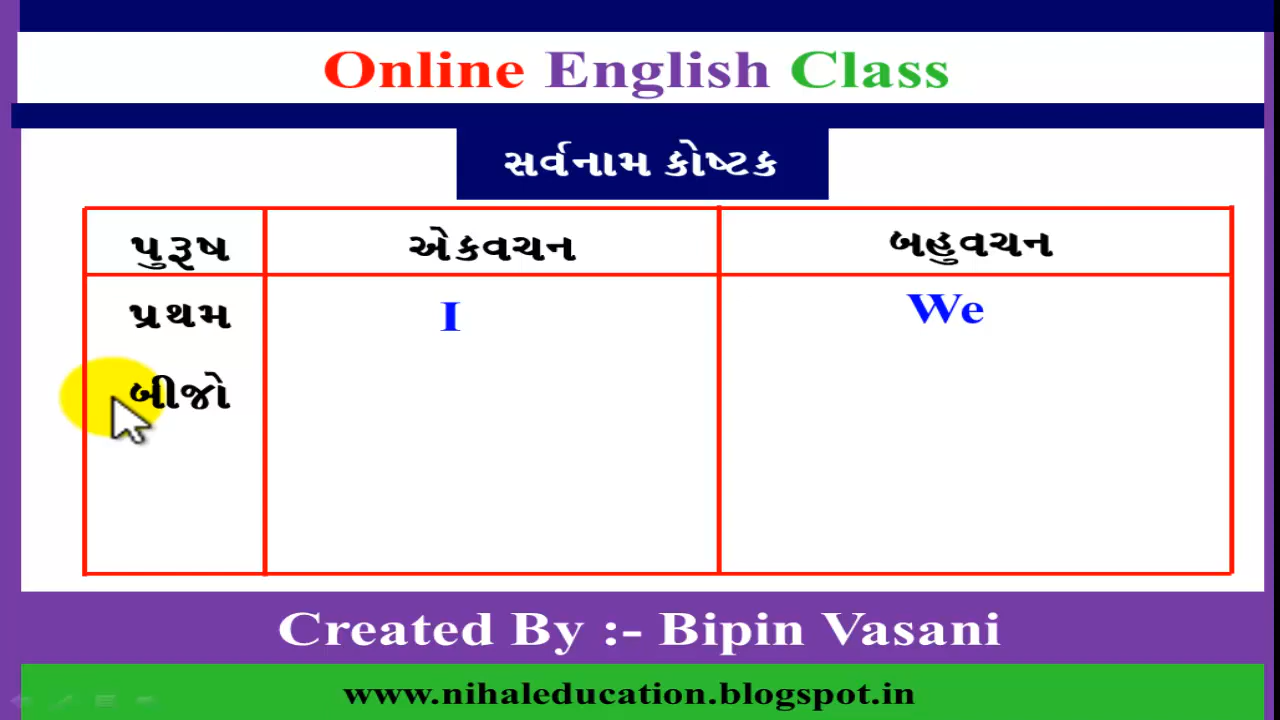 Online English Class
સર્વનામ કોષ્ટક
પુરૂષ એકવચન બહુવચન
પ્રથમ I We
બીજો
Created By :- Bipin Vasani
www.nihaleducation.blogspot.in